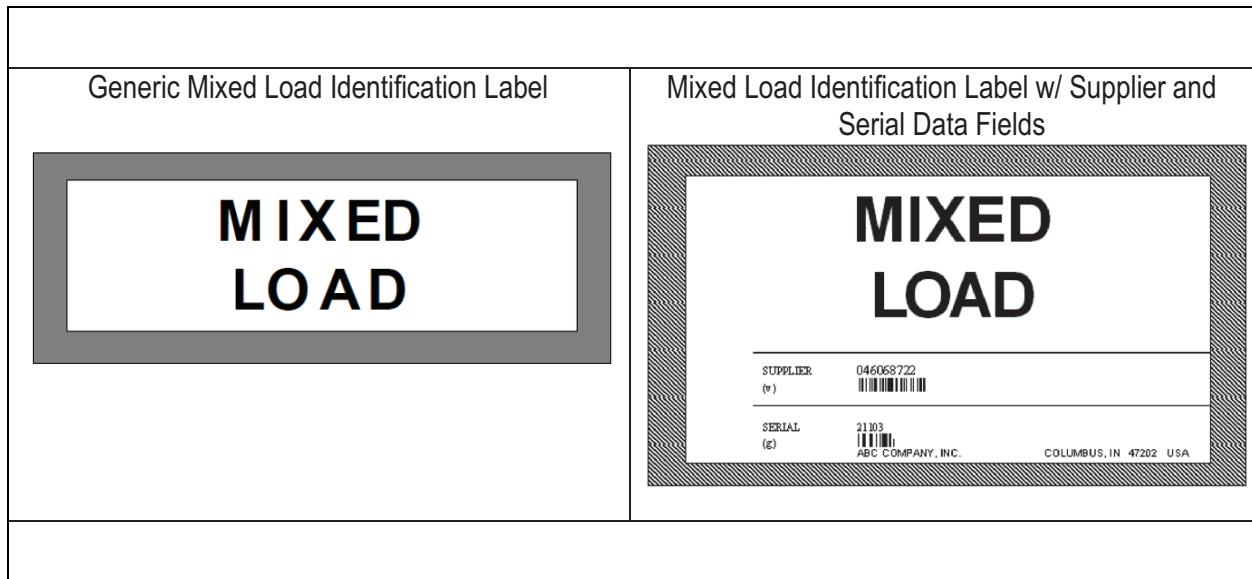 Generic Mixed Load Identification Label
MIXED
LOAD
Mixed Load Identification Label w/ Supplier and
Serial Data Fields
MIXED
LOAD
SUPPLIER 046068722
(v)
SERIAL 21103
(g)
ABC COMPANY, INC. COLUMBUS, IN 47202 USA